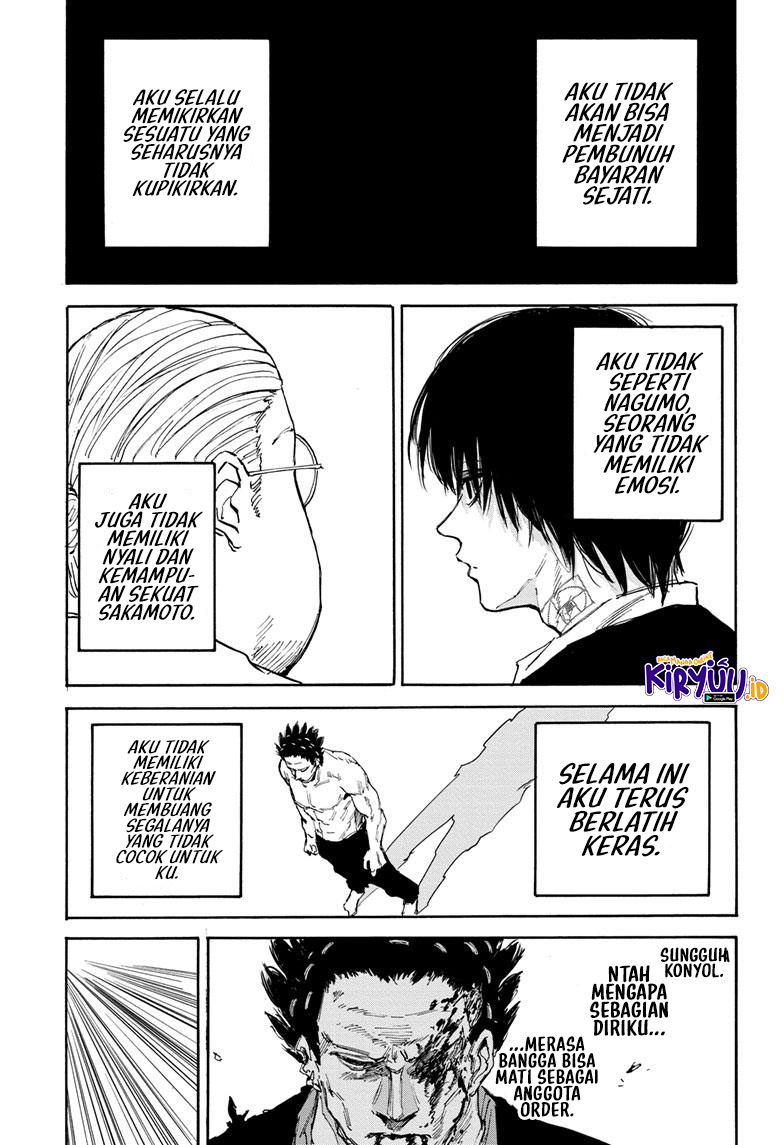 AKU TIDAK
AKAN BISA
MENJADI
PEMBUNUH
BAYARAN
SEJATI.
AKU SELALU
MEMIKIRKAN
SESUATU YANG
SEHARUSNYA
TIDAK
KUPIKIRKAN.
AKU TIDAK
SEPERTI
NAGUMO,
SEORANG
YANG TIDAK
MEMILIKI
EMOSI.
AKU
JUGA TIDAK
MEMILIKI
NYALI DAN
KEMAMPU-
AN SEKUAT
SAKAMOTO.
KIRYUU.ID
Google Play
SELAMA INI
AKU TERUS
BERLATIH
KERAS.
AKU TIDAK
MEMILIKI
KEBERANIAN
UNTUK
MEMBUANG
SEGALANYA
YANG TIDAK
COCOK UNTUK
KU.
SUNGGUH
KONYOL.
NTAH
MENGAPA
SEBAGIAN
DIRIKU...
...MERASA
BANGGA BISA
MATI SEBAGAI
ANGGOTA
ORDER.